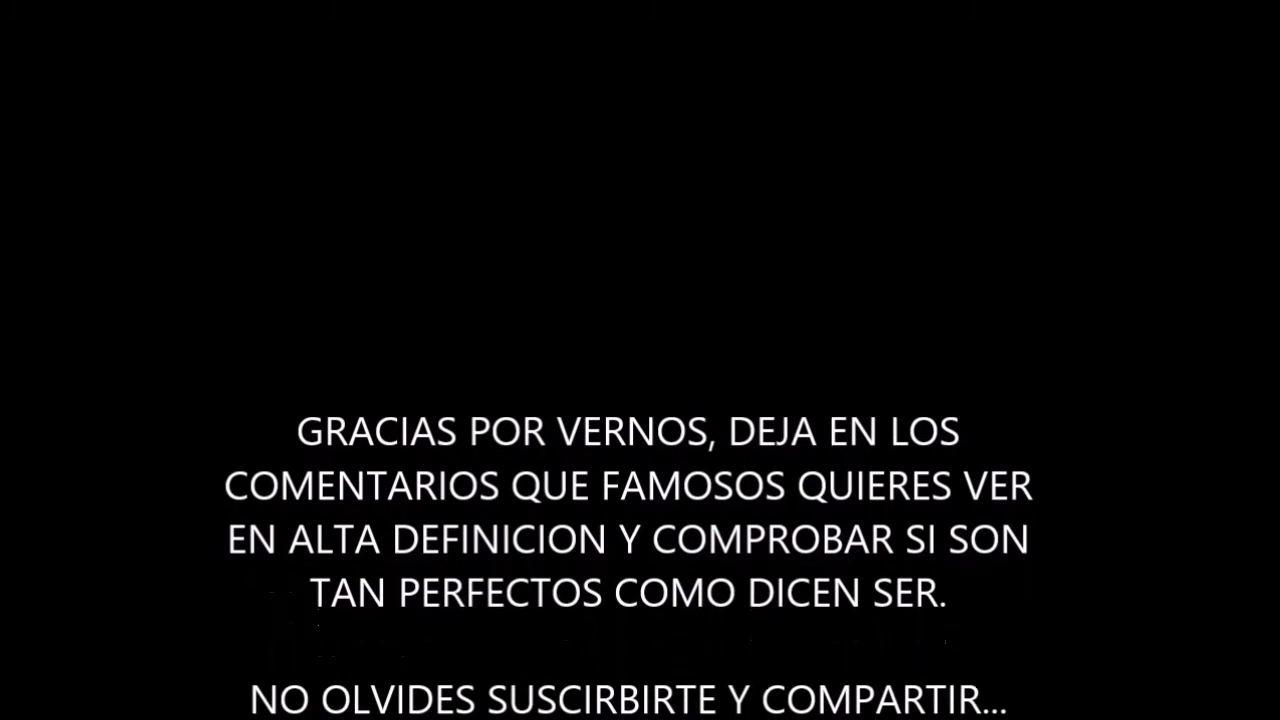 GRACIAS POR VERNOS, DEJA EN LOS
COMENTARIOS QUE FAMOSOS QUIERES VER
EN ALTA DEFINICION Y COMPROBAR SI SON
TAN PERFECTOS COMO DICEN SER.
NO OLVIDES SUSCIRBIRTE Y COMPARTIR...